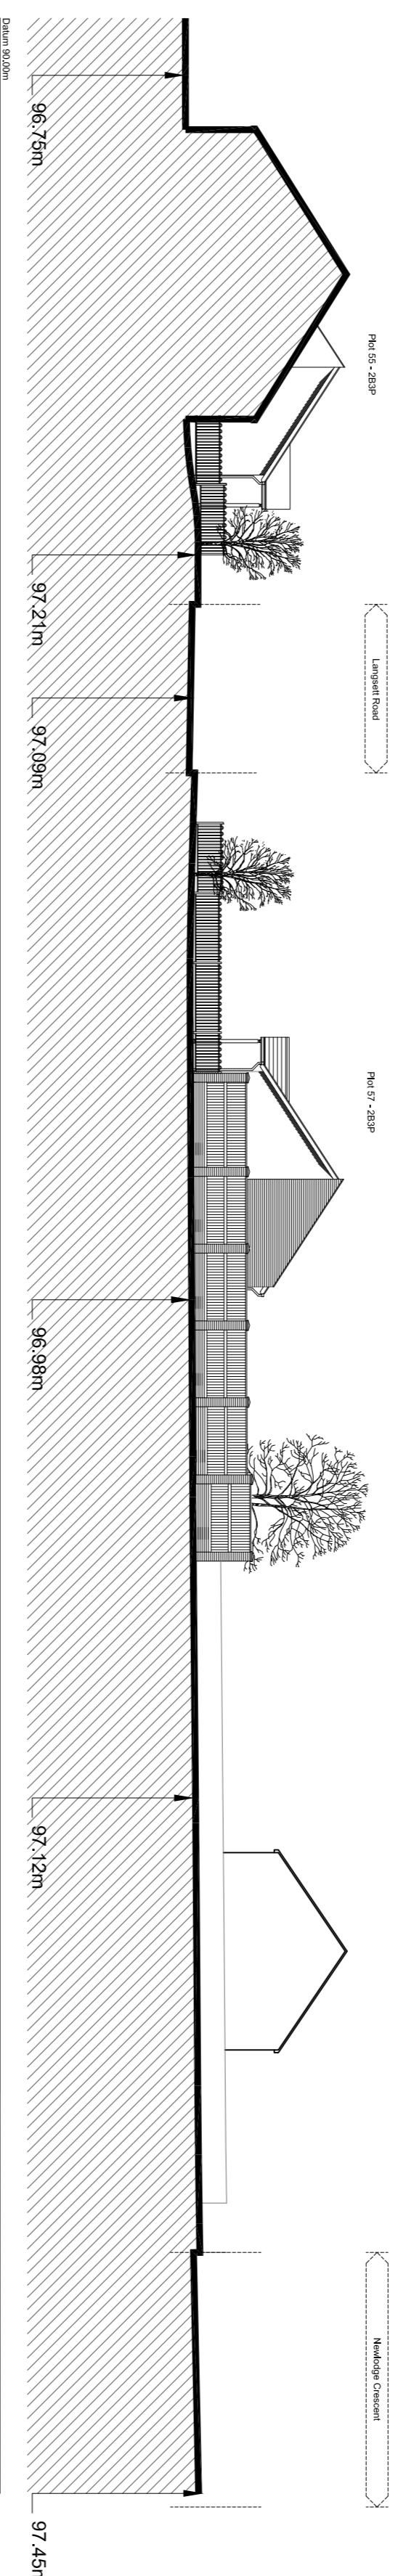 Plot 55 - 2B3P
Langsett Road
Plot 57 - 2B3P
Newlodge Crescent
96.75m
97.21m
97.09m
96.98m
97.12m
97.45m
Datum 90.00m